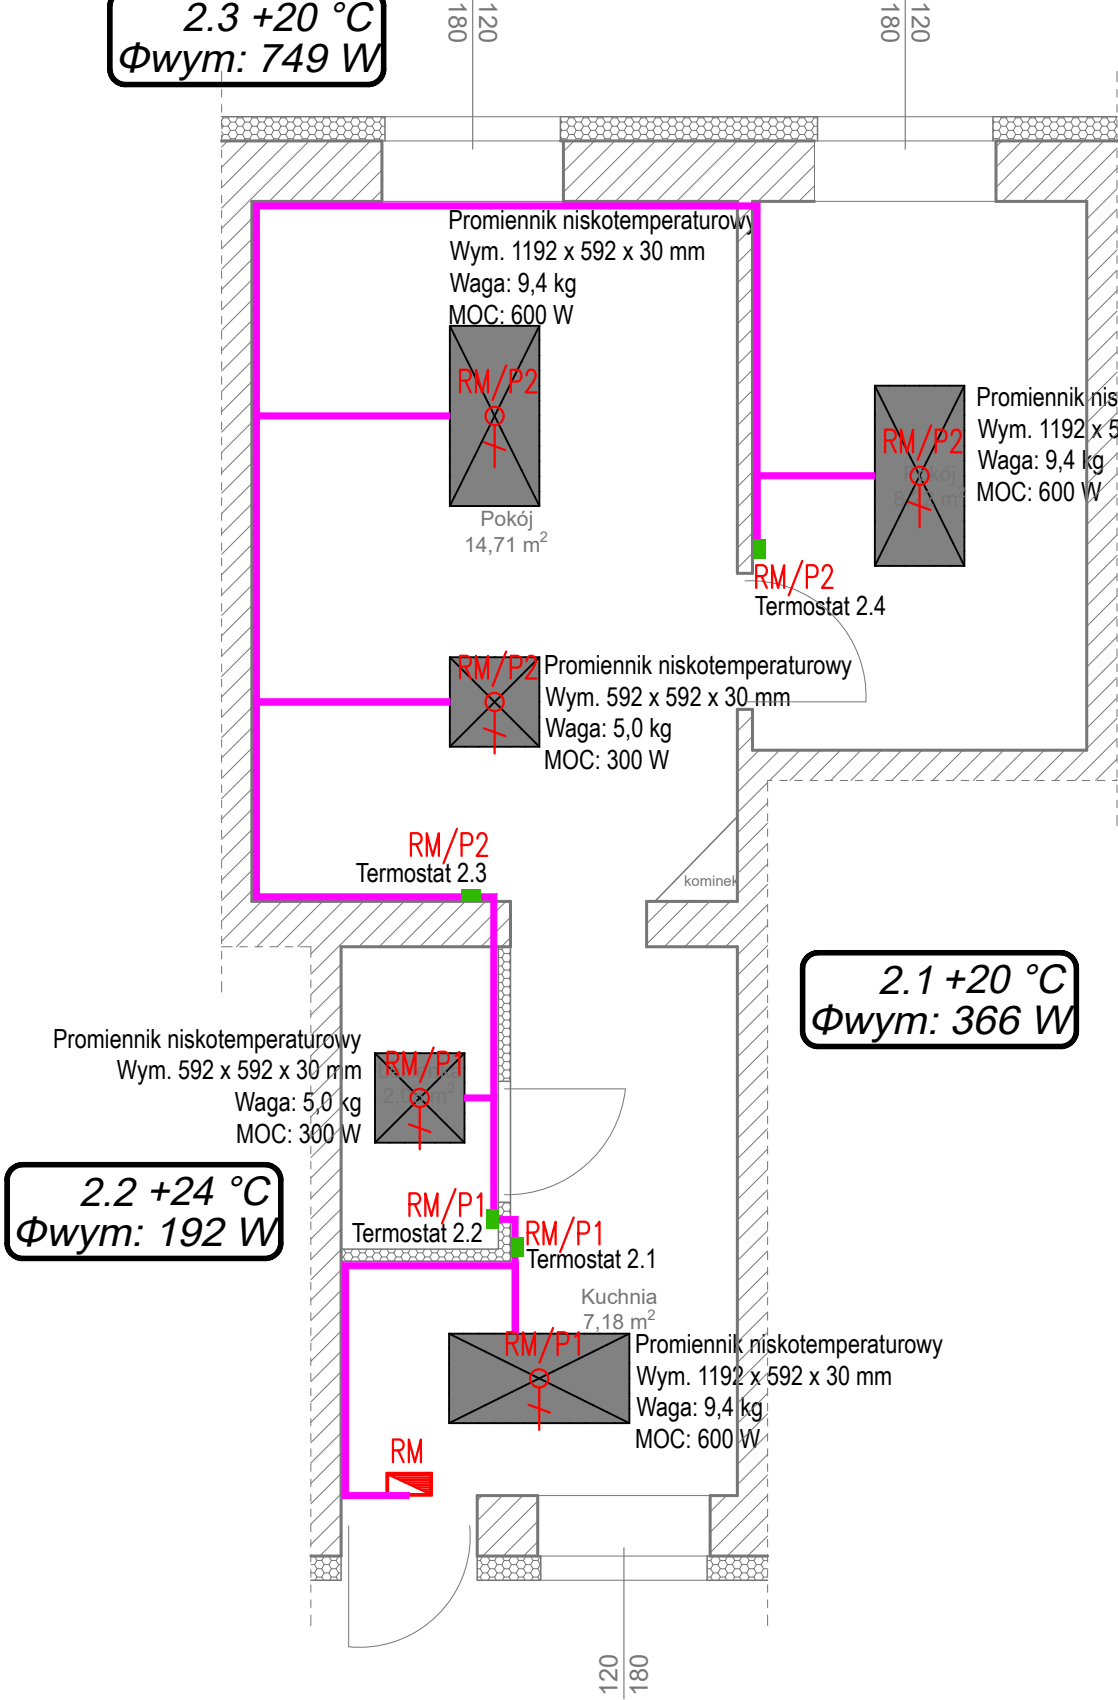 2.3 +20 °C
Φwym: 749 W
180
120
180
120
Promiennik niskotemperaturowy
Wym. 1192 x 592 x 30 mm
Waga: 9,4 kg
MOC: 600 W
RM/P2
Pokój
14,71 m²
Promiennik nis
Wym. 1192 x 5
Waga: 9,4 kg
MOC: 600 W
RM/P2
Pokój
RM/P2
Termostat 2.4
RM/P2
Promiennik niskotemperaturowy
Wym. 592 x 592 x 30 mm
Waga: 5,0 kg
MOC: 300 W
RM/P2
Termostat 2.3
kominek
2.1 +20 °C
Φwym: 366 W
Promiennik niskotemperaturowy
Wym. 592 x 592 x 30 mm
Waga: 5,0 kg
MOC: 300 W
RM/P1
2.2 +24 °C
Φwym: 192 W
RM/P1
Termostat 2.2
RM/P1
Termostat 2.1
Kuchnia
7,18 m²
RM/P1
Promiennik niskotemperaturowy
Wym. 1192 x 592 x 30 mm
Waga: 9,4 kg
MOC: 600 W
RM
120
180